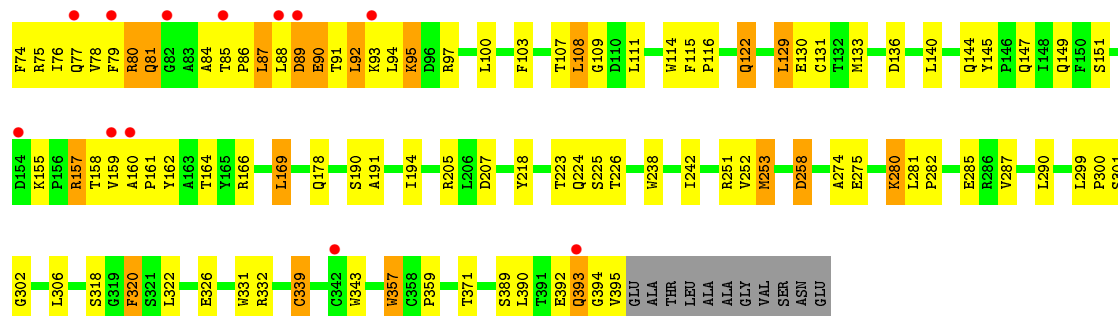 F74 R75 I76 Q77 V78 F79 R80 Q81 G82 A83 A84 T85 P86 L87 L88 D89 E90 T91 L92 K93 L94 K95 D96 R97 L100 F103 T107 L108 G109 D110 L111 W114 F115 P116 Q122 L129 E130 C131 T132 M133 D136 L140 Q144 Y145 P146 Q147 I148 Q149 F150 S151
D154 K155 P156 R157 T158 V159 A160 P161 Y162 A163 T164 Y165 R166 L169 Q178 S190 A191 I194 R205 L206 D207 Y218 T223 Q224 S225 T226 W238 I242 R251 V252 M253 D258 A274 E275 K280 L281 P282 E285 R286 V287 L290 L299 P300 S301
G302 L306 S318 G319 F320 S321 L322 E326 W331 R332 C339 C342 W343 W357 C358 P359 T371 S389 L390 T391 E392 Q393 G394 V395 GLU ALA THR LEU ALA ALA GLY VAL SER ASN GLU